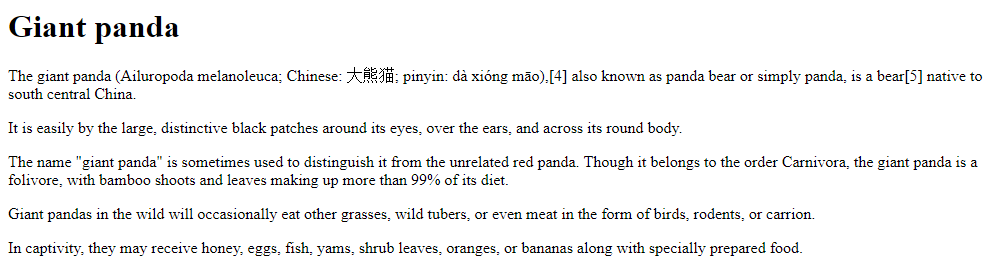 Giant panda
The giant panda (Ailuropoda melanoleuca; Chinese: 大熊猫; pinyin: dà xióng māo),[4] also known as panda bear or simply panda, is a bear[5] native to
south central China.
It is easily by the large, distinctive black patches around its eyes, over the ears, and across its round body.
The name "giant panda" is sometimes used to distinguish it from the unrelated red panda. Though it belongs to the order Carnivora, the giant panda is a
folivore, with bamboo shoots and leaves making up more than 99% of its diet.
Giant pandas in the wild will occasionally eat other grasses, wild tubers, or even meat in the form of birds, rodents, or carrion.
In captivity, they may receive honey, eggs, fish, yams, shrub leaves, oranges, or bananas along with specially prepared food.